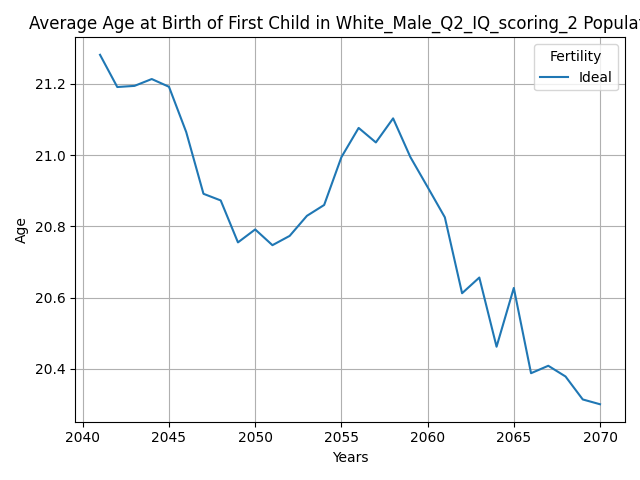 Average Age at Birth of First Child in White_Male_Q2_IQ_scoring_2 Populat
Fertility
Ideal
21.2
21.0
20.8
20.6
20.4
Age
2040 2045 2050 2055 2060 2065 2070
Years